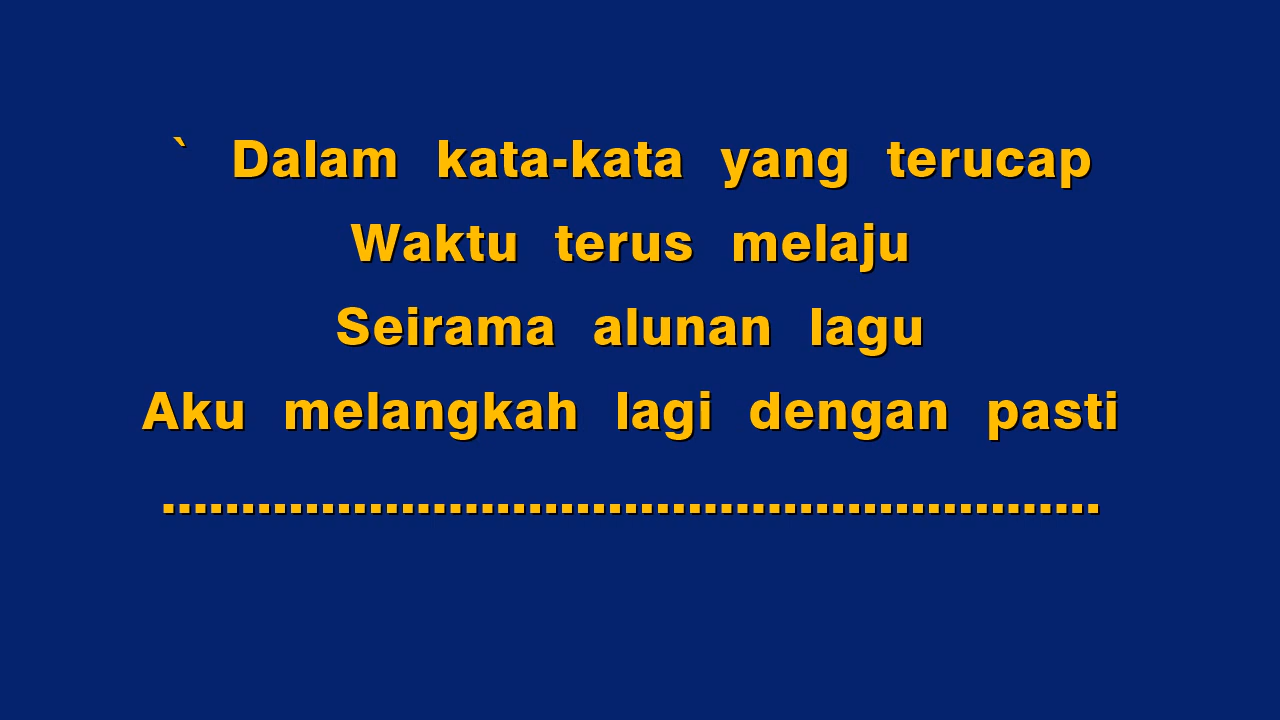 ` Dalam kata-kata yang terucap
Waktu terus melaju
Seirama alunan lagu
Aku melangkah lagi dengan pasti
...........................................................